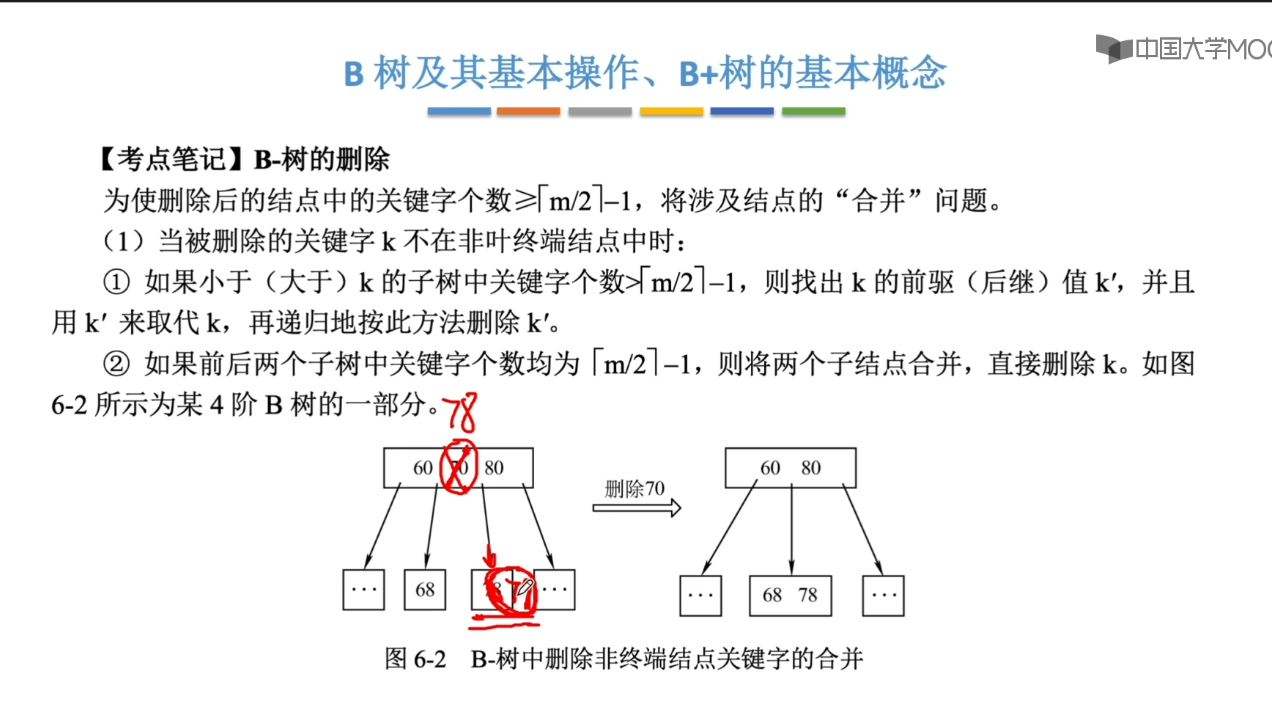 中国大学MOO
B 树及其基本操作、B+树的基本概念
【考点笔记】B-树的删除
为使删除后的结点中的关键字个数≥⌈m/2⌉–1，将涉及结点的“合并”问题。
（1）当被删除的关键字 k 不在非叶终端结点中时：
① 如果小于（大于）k 的子树中关键字个数>⌈m/2⌉–1，则找出 k 的前驱（后继）值 k′，并且
用 k′ 来取代 k，再递归地按此方法删除 k′。
② 如果前后两个子树中关键字个数均为 ⌈m/2⌉–1，则将两个子结点合并，直接删除 k。如图
6-2 所示为某 4 阶 B 树的一部分。
78
60 70 80
删除70
60 80
··· 68 ···
··· 68 78 ···
图 6-2 B-树中删除非终端结点关键字的合并